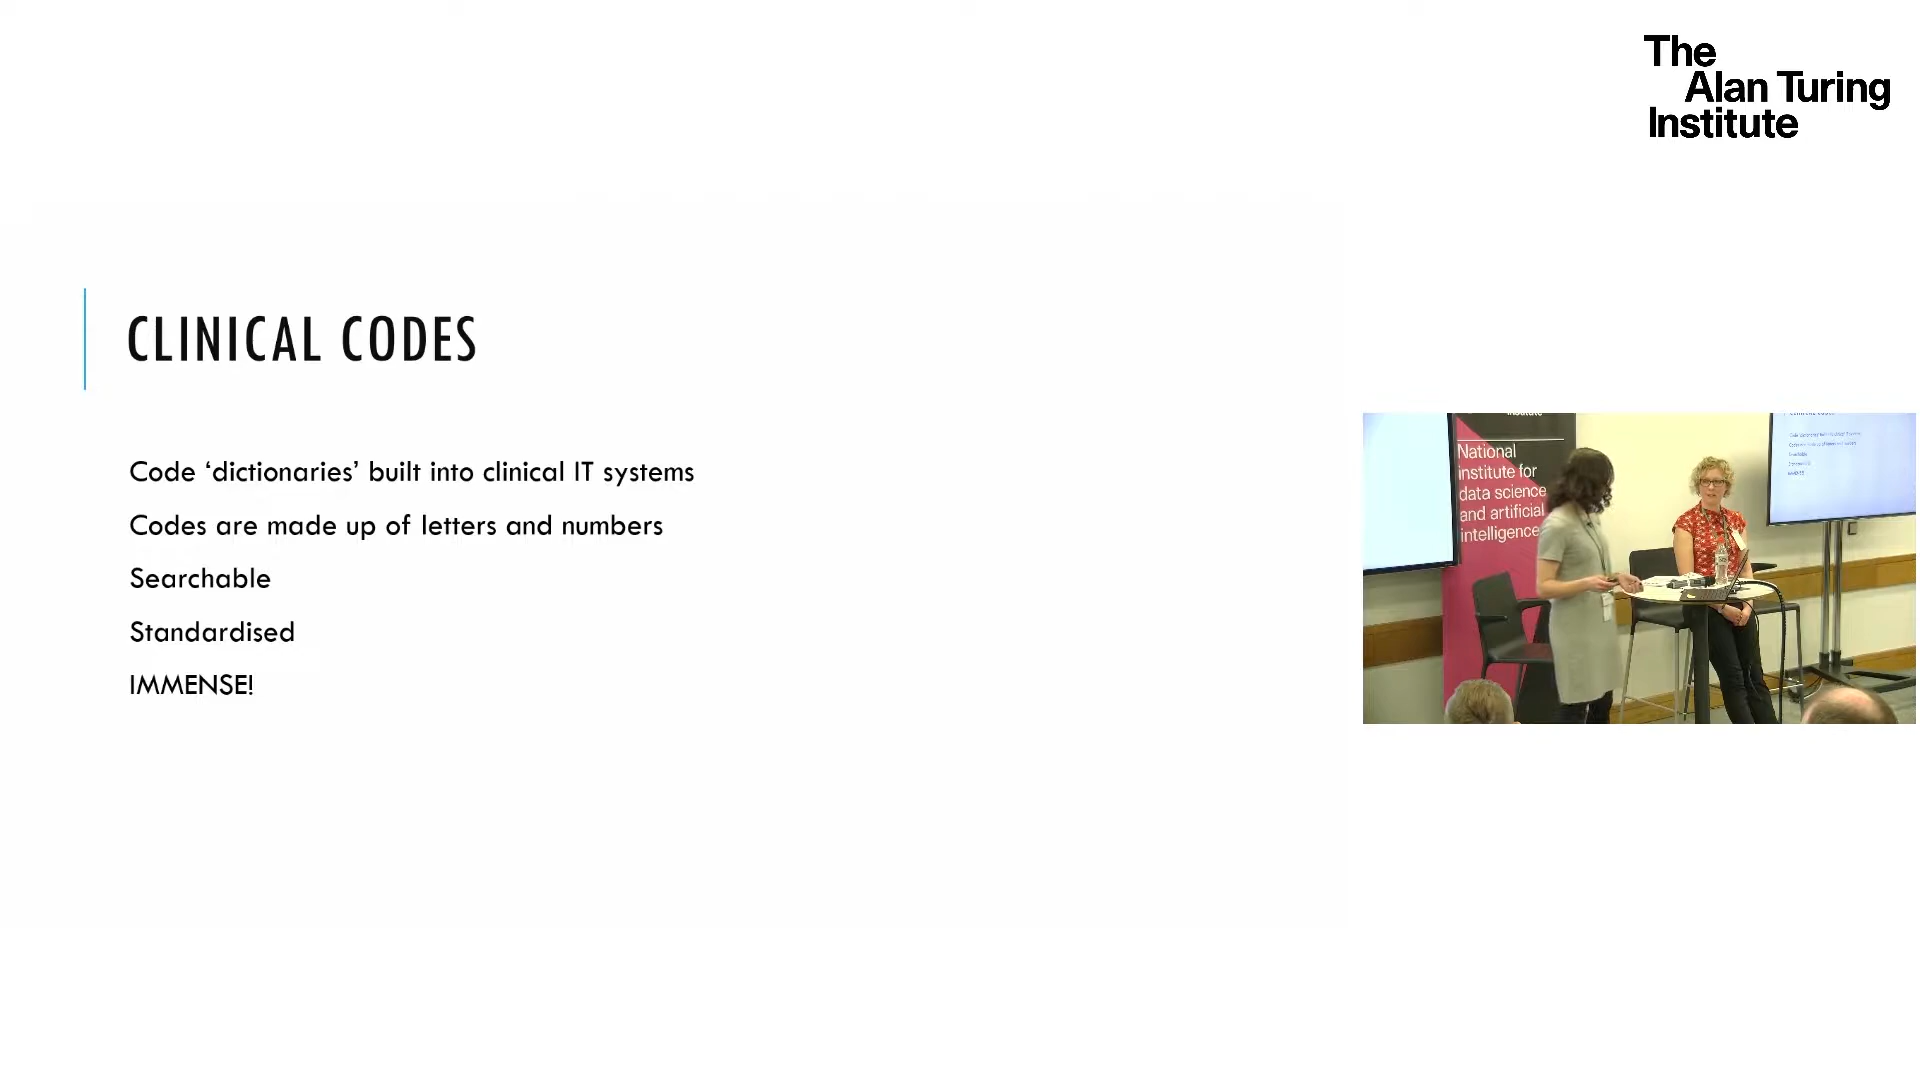 The
Alan Turing
Institute
CLINICAL CODES
Code ‘dictionaries’ built into clinical IT systems
Codes are made up of letters and numbers
Searchable
Standardised
IMMENSE!
National
institute for
data science
and artificial
intelligence